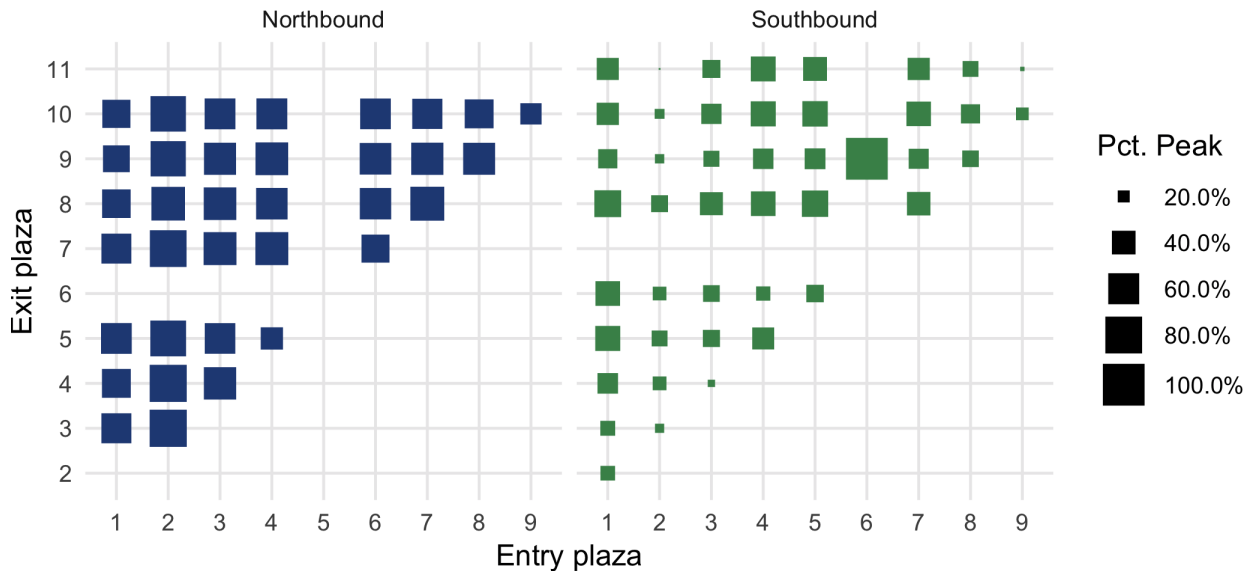 Northbound
Southbound
11
10
9
8
7
6
5
4
3
2
Exit plaza
1 2 3 4 5 6 7 8 9
1 2 3 4 5 6 7 8 9
Entry plaza
Pct. Peak
20.0%
40.0%
60.0%
80.0%
100.0%